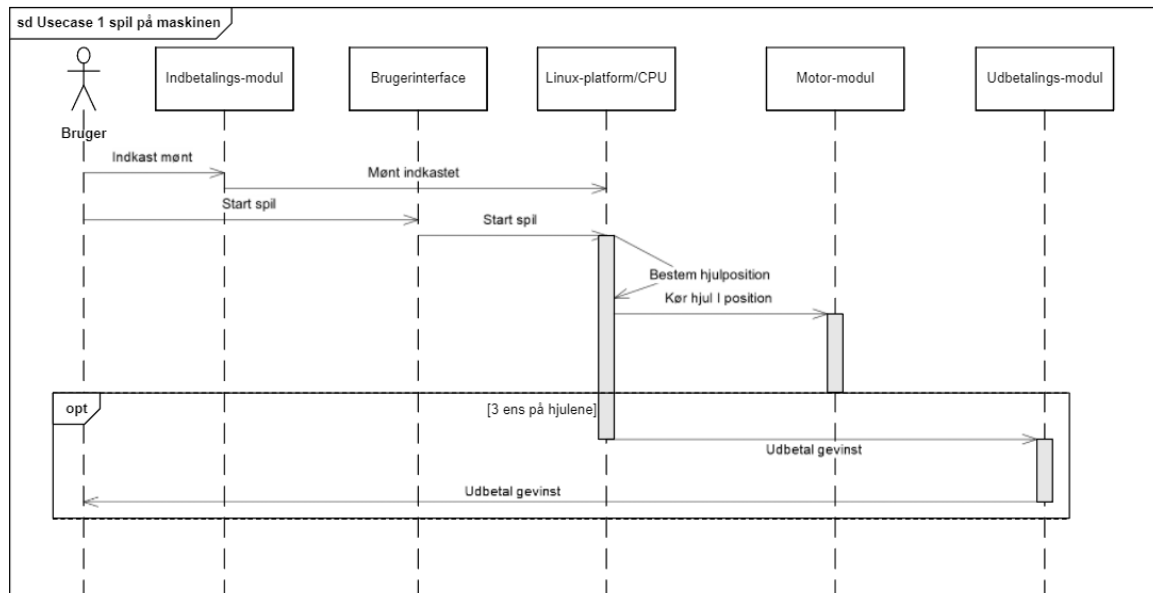 sd Usecase 1 spil på maskinen
Bruger
Indbetalings-modul
Brugerinterface
Linux-platform/CPU
Motor-modul
Udbetalings-modul
Indkast mønt
Mønt indkastet
Start spil
Start spil
Bestem hjulposition
Kør hjul I position
opt
[3 ens på hjulene]
Udbetal gevinst
Udbetal gevinst